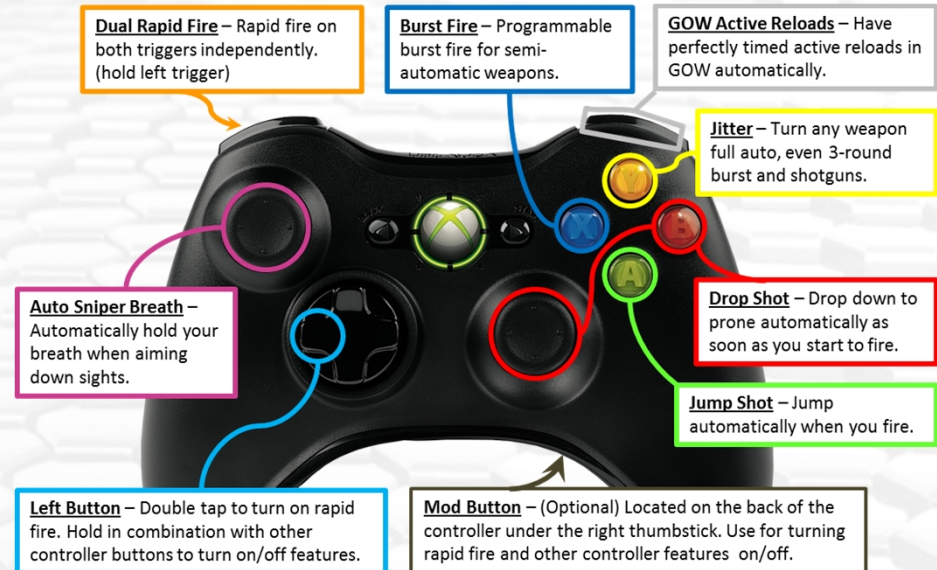 Dual Rapid Fire – Rapid fire on
both triggers independently.
(hold left trigger)
Burst Fire – Programmable
burst fire for semi-
automatic weapons.
GOW Active Reloads – Have
perfectly timed active reloads in
GOW automatically.
Jitter – Turn any weapon
full auto, even 3-round
burst and shotguns.
Y
X
B
A
Auto Sniper Breath –
Automatically hold your
breath when aiming
down sights.
Drop Shot – Drop down to
prone automatically as
soon as you start to fire.
Jump Shot – Jump
automatically when you fire.
Left Button – Double tap to turn on rapid
fire. Hold in combination with other
controller buttons to turn on/off features.
Mod Button – (Optional) Located on the back of the
controller under the right thumbstick. Use for turning
rapid fire and other controller features on/off.